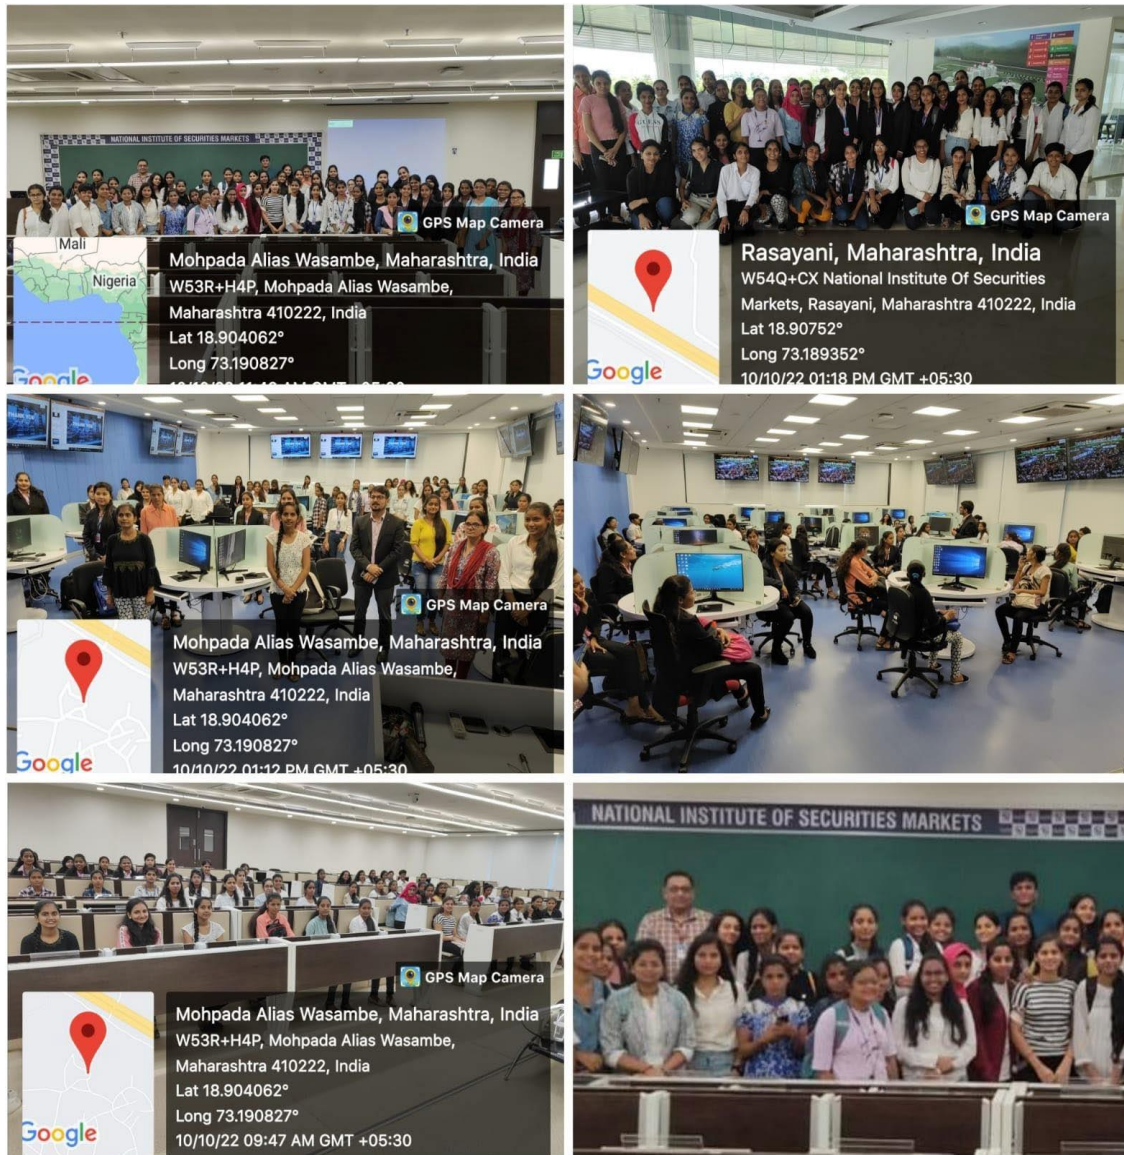 NATIONAL INSTITUTE OF SECURITIES MARKETS
GPS Map Camera
Mali
Nigeria
Google
Mohpada Alias Wasambe, Maharashtra, India
W53R+H4P, Mohpada Alias Wasambe,
Maharashtra 410222, India
Lat 18.904062°
Long 73.190827°
GPS Map Camera
Google
Rasayani, Maharashtra, India
W54Q+CX National Institute Of Securities
Markets, Rasayani, Maharashtra 410222, India
Lat 18.90752°
Long 73.189352°
10/10/22 01:18 PM GMT +05:30
GPS Map Camera
Google
Mohpada Alias Wasambe, Maharashtra, India
W53R+H4P, Mohpada Alias Wasambe,
Maharashtra 410222, India
Lat 18.904062°
Long 73.190827°
10/10/22 01:12 PM GMT +05:30
GPS Map Camera
Google
Mohpada Alias Wasambe, Maharashtra, India
W53R+H4P, Mohpada Alias Wasambe,
Maharashtra 410222, India
Lat 18.904062°
Long 73.190827°
10/10/22 09:47 AM GMT +05:30
NATIONAL INSTITUTE OF SECURITIES MARKETS